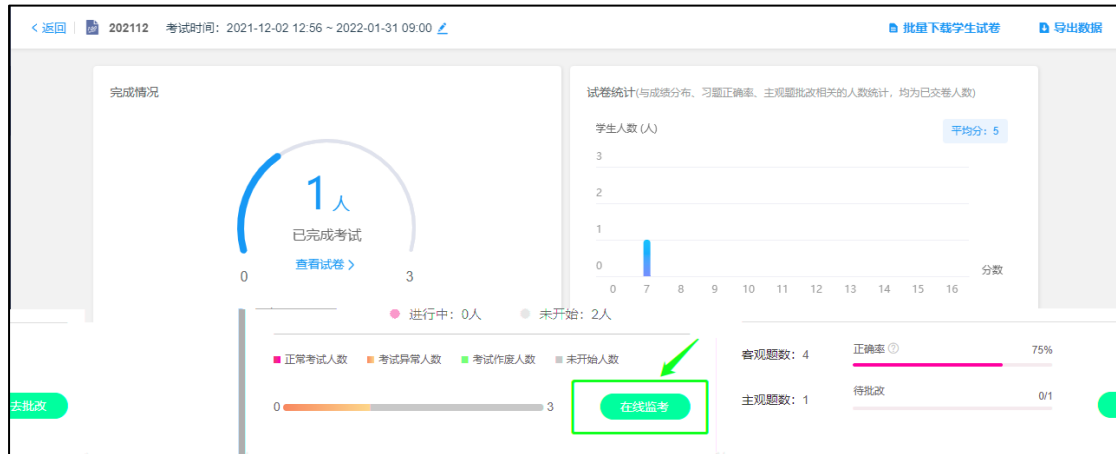 < 返回 202112 考试时间：2021-12-02 12:56 ~ 2022-01-31 09:00 批量下载学生试卷 导出数据
完成情况
1 人
已完成考试
查看试卷 >
0 3
试卷统计(与成绩分布、习题正确率、主观题批改相关的人数统计，均为已交卷人数)
学生人数 (人)
平均分：5
3
2
1
0
分数
0 7 8 9 10 11 12 13 14 15 16
进行中：0人 未开始：2人
正常考试人数 考试异常人数 考试作废人数 未开始人数
0 3 在线监考
去批改
客观题数：4 正确率 ? 75%
主观题数：1 待批改 0/1